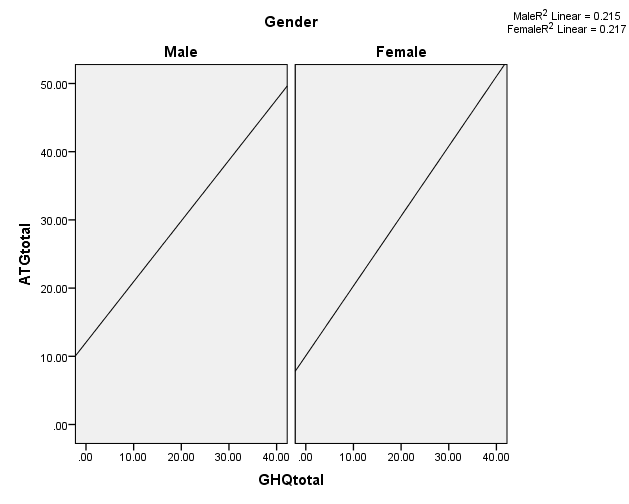 Gender
MaleR2 Linear = 0.215
FemaleR2 Linear = 0.217
Male Female
50.00
40.00
30.00
20.00
10.00
.00
ATGtotal
.00 10.00 20.00 30.00 40.00 .00 10.00 20.00 30.00 40.00
GHQtotal